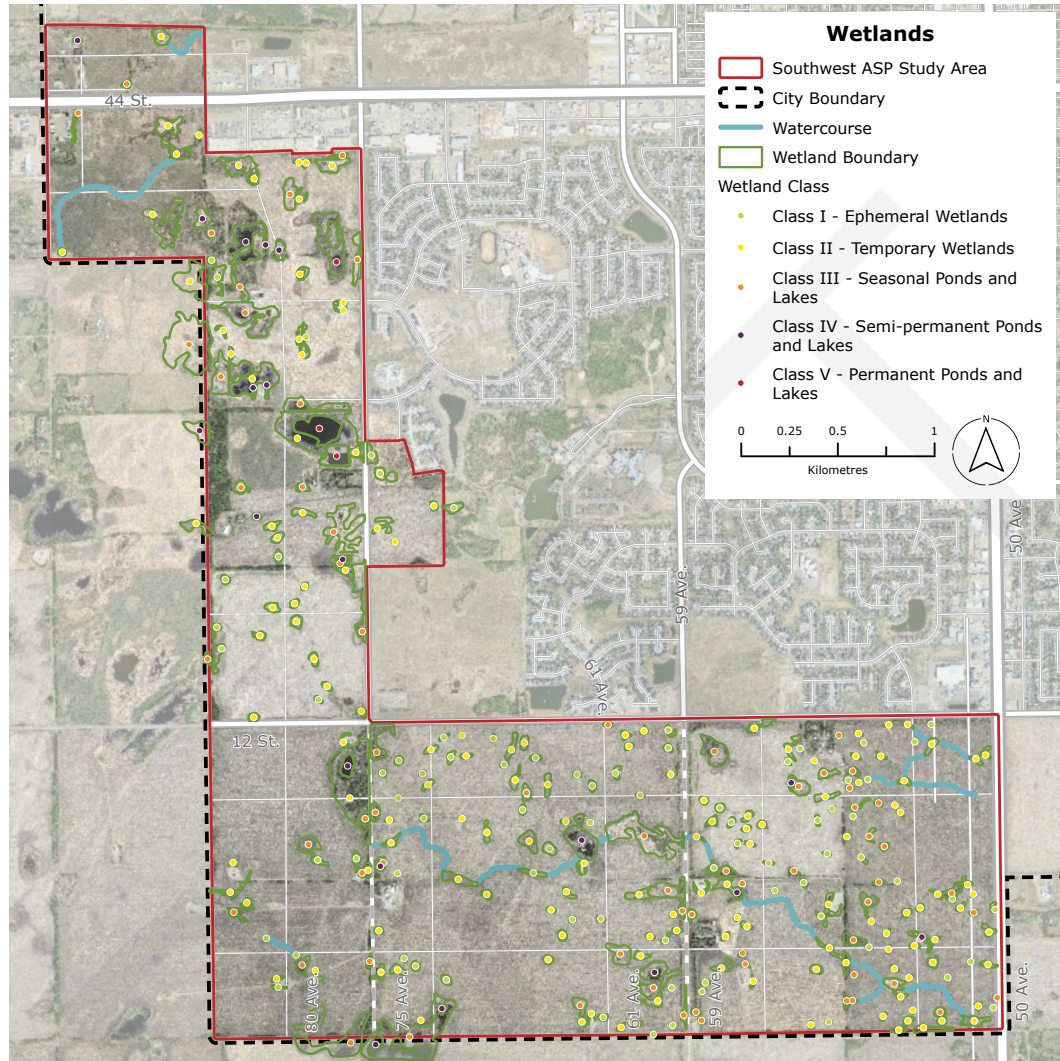 Wetlands
Southwest ASP Study Area
City Boundary
Watercourse
Wetland Boundary
Wetland Class
Class I - Ephemeral Wetlands
Class II - Temporary Wetlands
Class III - Seasonal Ponds and
Lakes
Class IV - Semi-permanent Ponds
and Lakes
Class V - Permanent Ponds and
Lakes
0 0.25 0.5 1
Kilometres
N
44 St.
50 Ave.
59 Ave.
61 Ave.
12 St.
80 Ave.
75 Ave.
61 Ave.
59 Ave.
50 Ave.